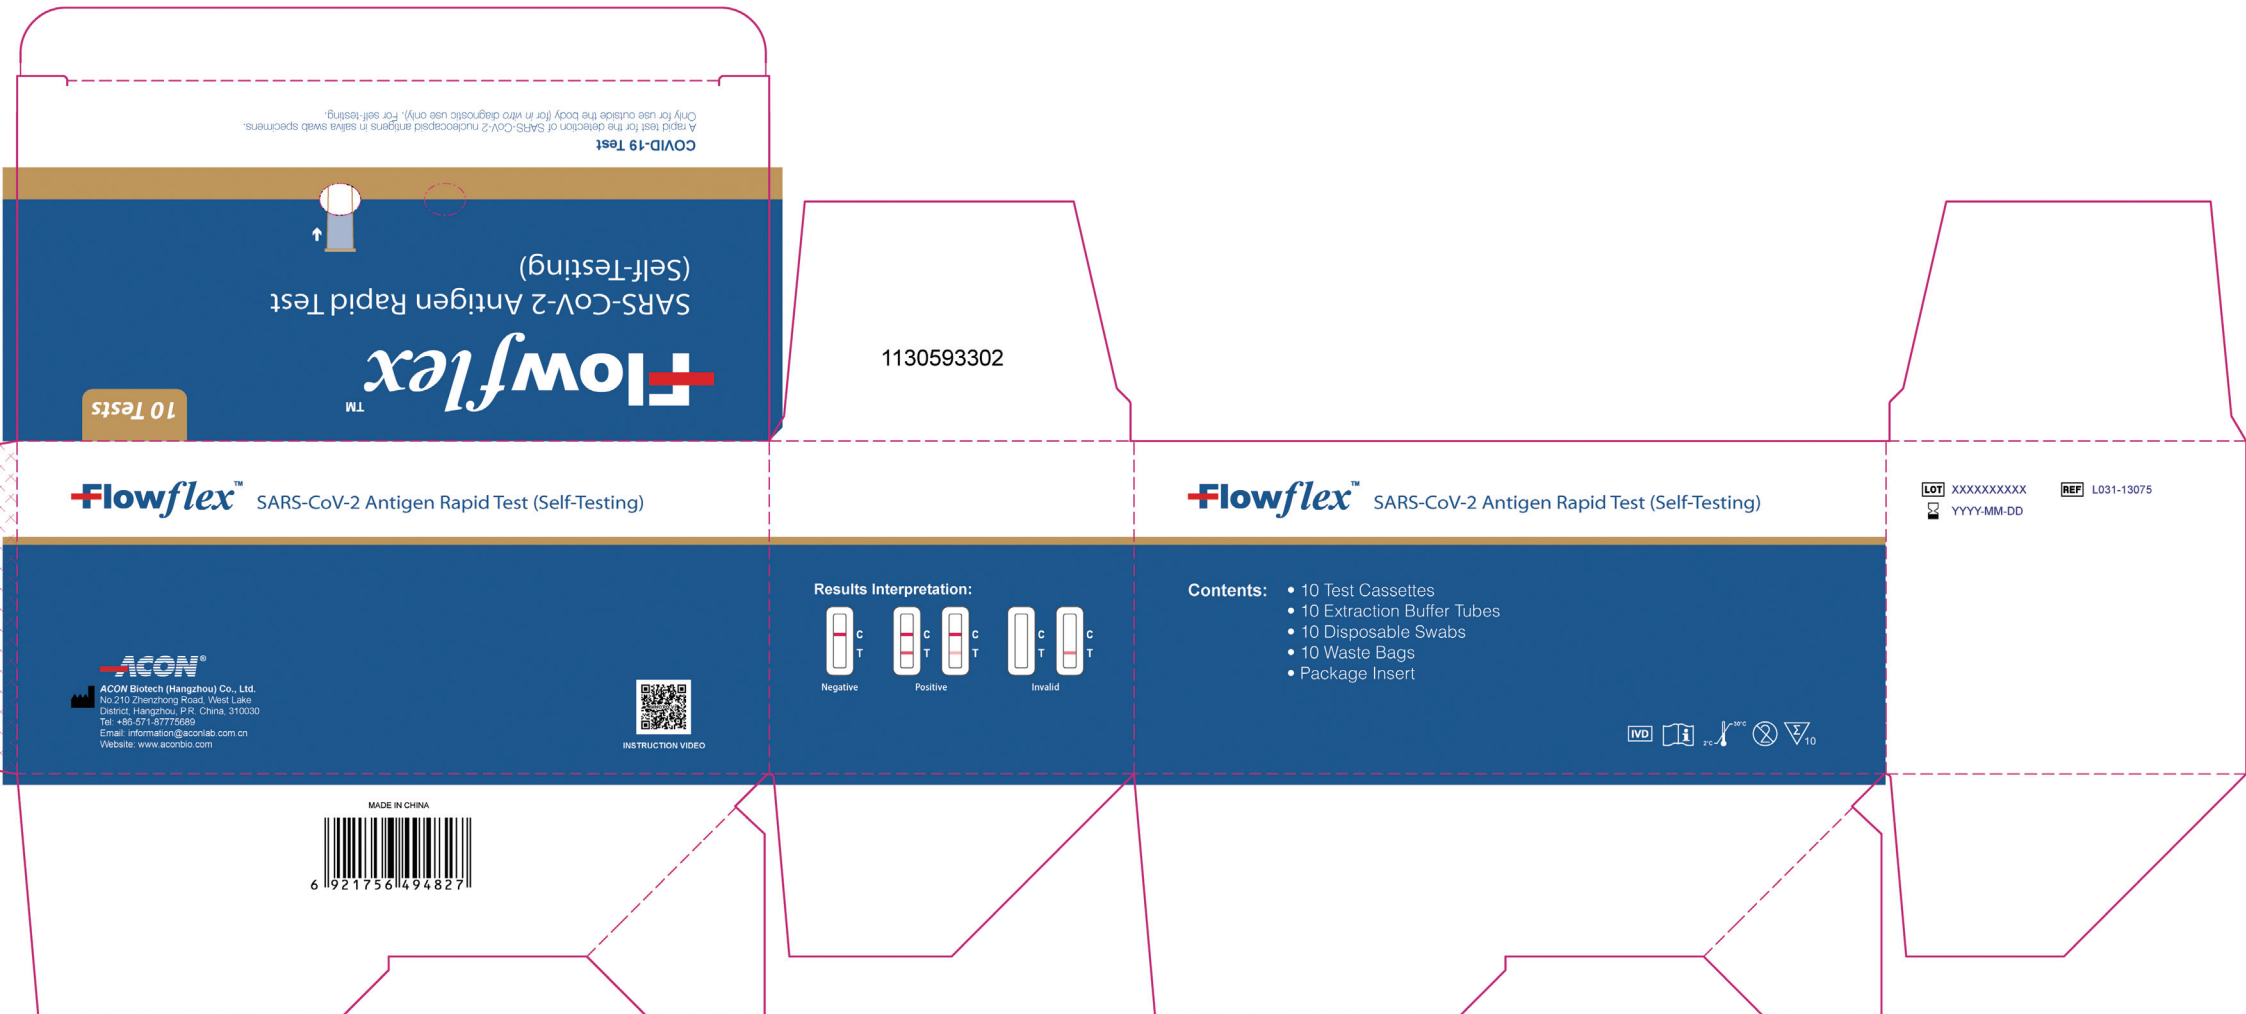 COVID-19 Test
A rapid test for the detection of SARS-CoV-2 nucleocapsid antigens in saliva swab specimens.
Only for use outside the body (for in vitro diagnostic use only). For self-testing.
Flowflex™
SARS-CoV-2 Antigen Rapid Test
(Self-Testing)
10 Tests
1130593302
Flowflex™ SARS-CoV-2 Antigen Rapid Test (Self-Testing)
ACON®
ACON Biotech (Hangzhou) Co., Ltd.
No.210 Zhenzhong Road, West Lake
District, Hangzhou, P.R. China, 310030
Tel: +86-571-87775689
Email: information@aconlab.com.cn
Website: www.aconbio.com
INSTRUCTION VIDEO
Results Interpretation:
C C C C C
T T T T T
Negative Positive Invalid
Flowflex™ SARS-CoV-2 Antigen Rapid Test (Self-Testing)
Contents: • 10 Test Cassettes
• 10 Extraction Buffer Tubes
• 10 Disposable Swabs
• 10 Waste Bags
• Package Insert
IVD i 2°C 30°C 2 Σ 10
LOT XXXXXXXXXX REF L031-13075
YYYY-MM-DD
MADE IN CHINA
6 921756 494827